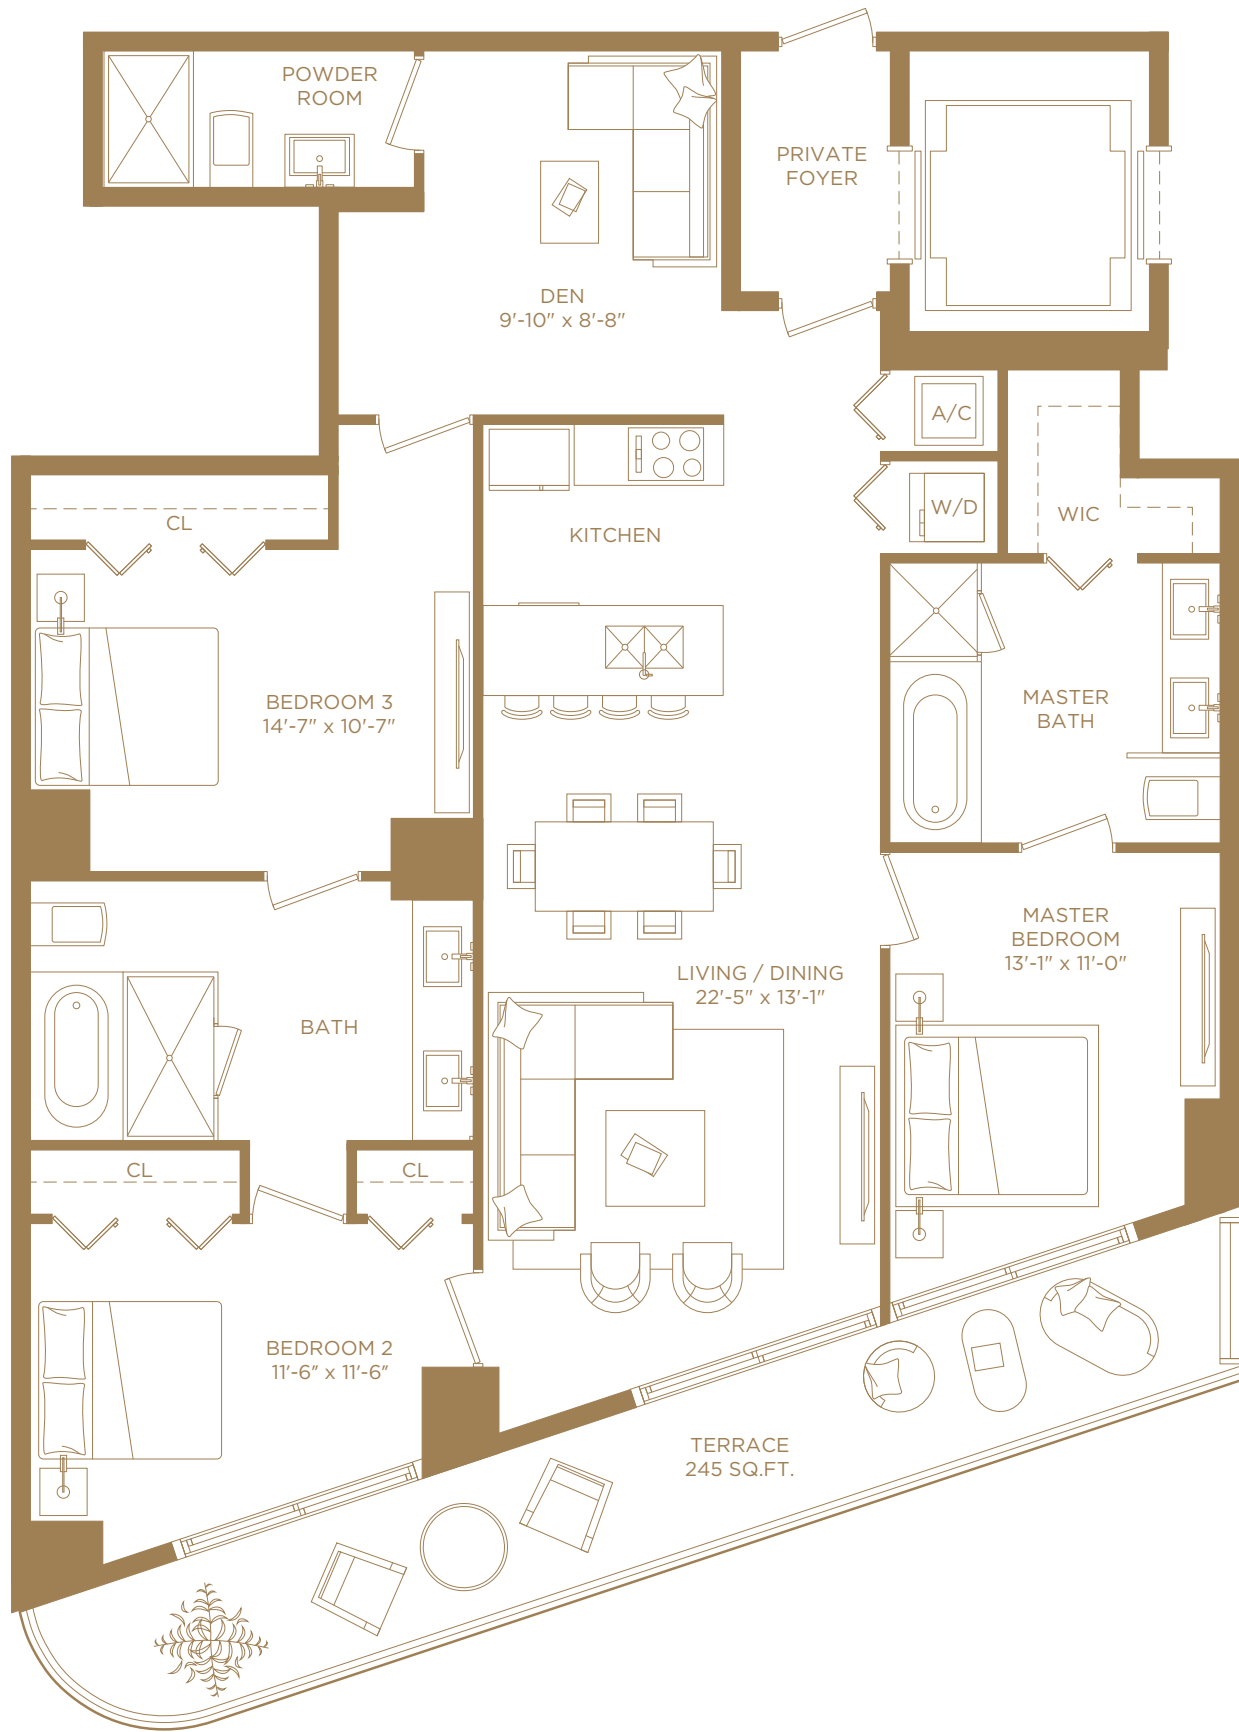 POWDER
ROOM
PRIVATE
FOYER
DEN
9'-10" x 8'-8"
A/C
W/D
WIC
CL
KITCHEN
BEDROOM 3
14'-7" x 10'-7"
MASTER
BATH
MASTER
BEDROOM
13'-1" x 11'-0"
LIVING / DINING
22'-5" x 13'-1"
BATH
CL
CL
BEDROOM 2
11'-6" x 11'-6"
TERRACE
245 SQ.FT.